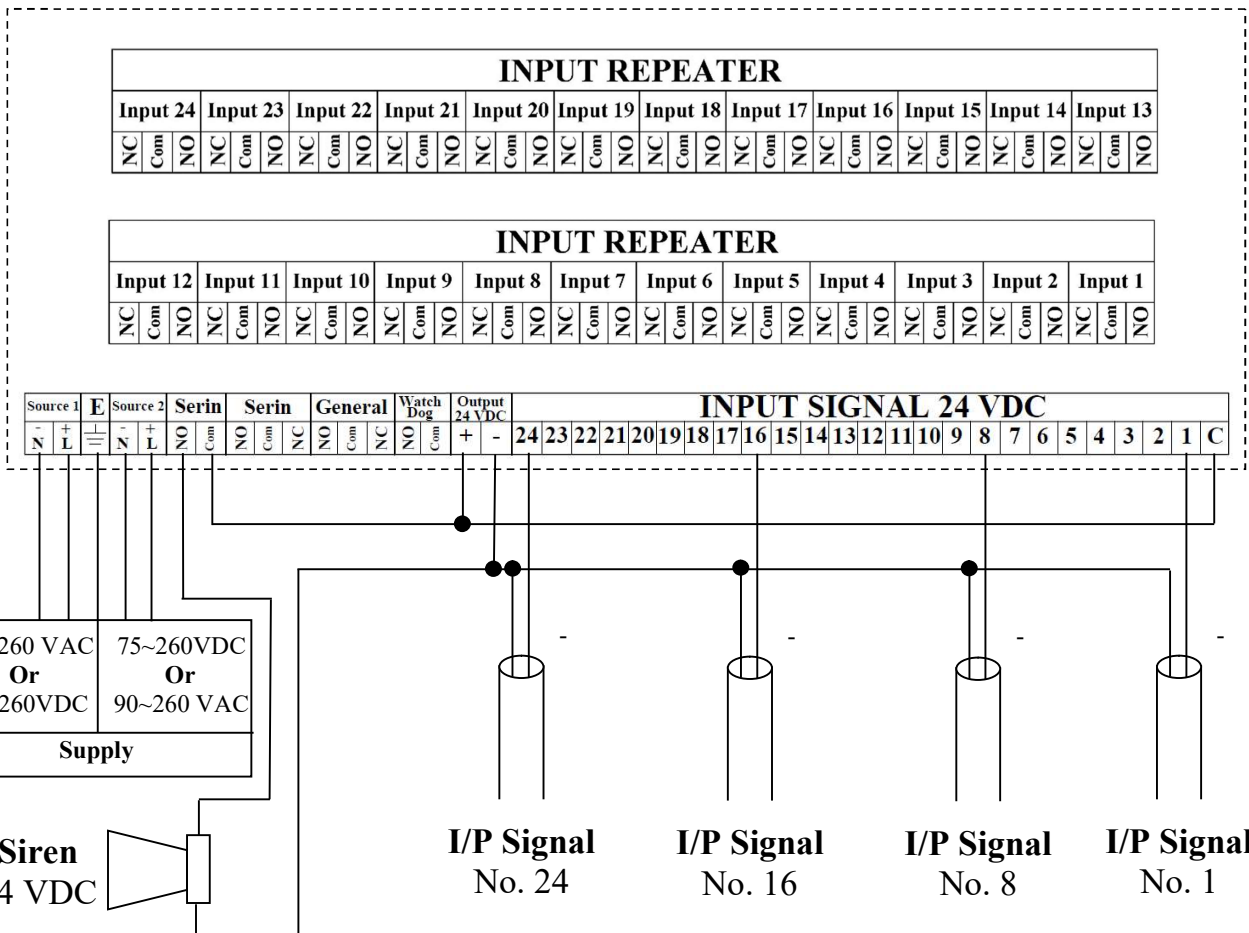 INPUT REPEATER
Input 24 Input 23 Input 22 Input 21 Input 20 Input 19 Input 18 Input 17 Input 16 Input 15 Input 14 Input 13
NC Com NO NC Com NO NC Com NO NC Com NO NC Com NO NC Com NO NC Com NO NC Com NO NC Com NO NC Com NO NC Com NO NC Com NO
INPUT REPEATER
Input 12 Input 11 Input 10 Input 9 Input 8 Input 7 Input 6 Input 5 Input 4 Input 3 Input 2 Input 1
NC Com NO NC Com NO NC Com NO NC Com NO NC Com NO NC Com NO NC Com NO NC Com NO NC Com NO NC Com NO NC Com NO NC Com NO
Source 1 E Source 2 Serin Serin General Watch Dog Output 24 VDC INPUT SIGNAL 24 VDC
- N + L - N + L NO Com NO Com NC NO Com NC NO Com + - 24 23 22 21 20 19 18 17 16 15 14 13 12 11 10 9 8 7 6 5 4 3 2 1 C
- - - -
260 VAC 75~260VDC
Or Or
260VDC 90~260 VAC
Supply
Siren
4 VDC
I/P Signal I/P Signal I/P Signal I/P Signal
No. 24 No. 16 No. 8 No. 1